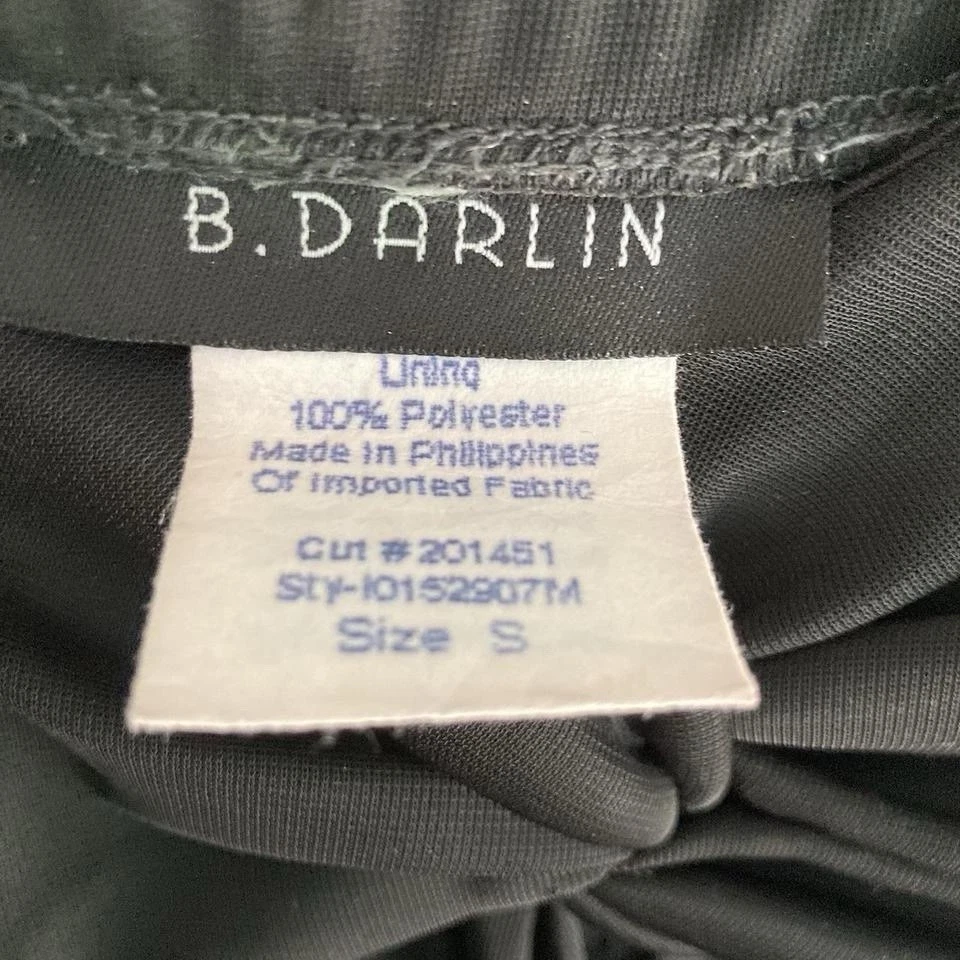 B. DARLIN
Lining
100% Polyester
Made In Philippines
Of Imported Fabric
Cut # 201451
Sty-I0152907M
Size S